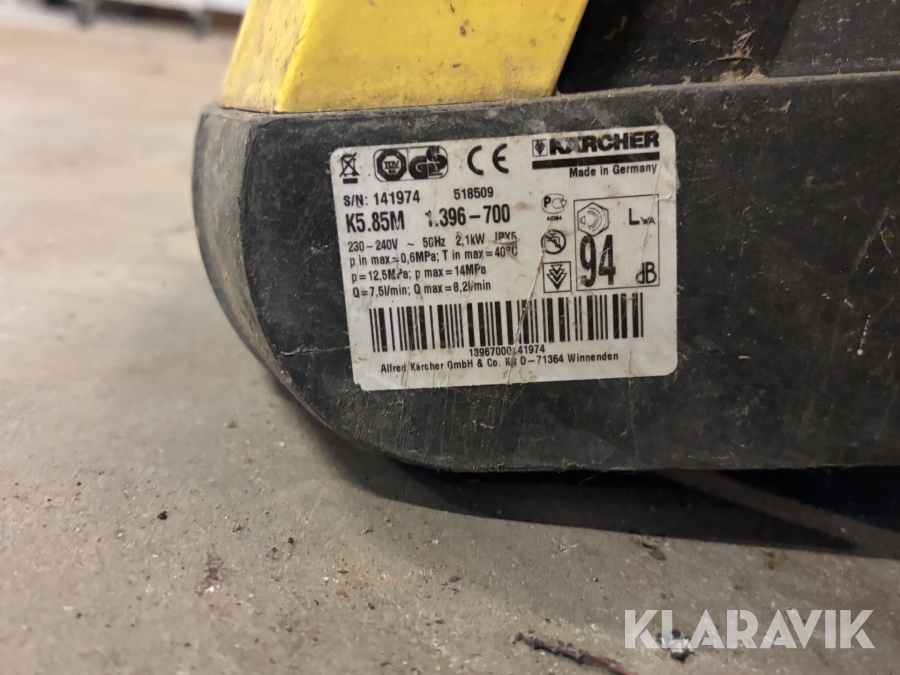 KÄRCHER
Made in Germany
S/N: 141974 518509
K5.85M 1.396-700
230-240V ~ 50Hz 2,1kW IPX5
p in max=0,6MPa; T in max=40°C
p=12,5MPa; p max=14MPa
Q=7,5l/min; Q max=8,2l/min
LWA
94 dB
Alfred Kärcher GmbH & Co. KG D-71364 Winnenden
KLARAVIK